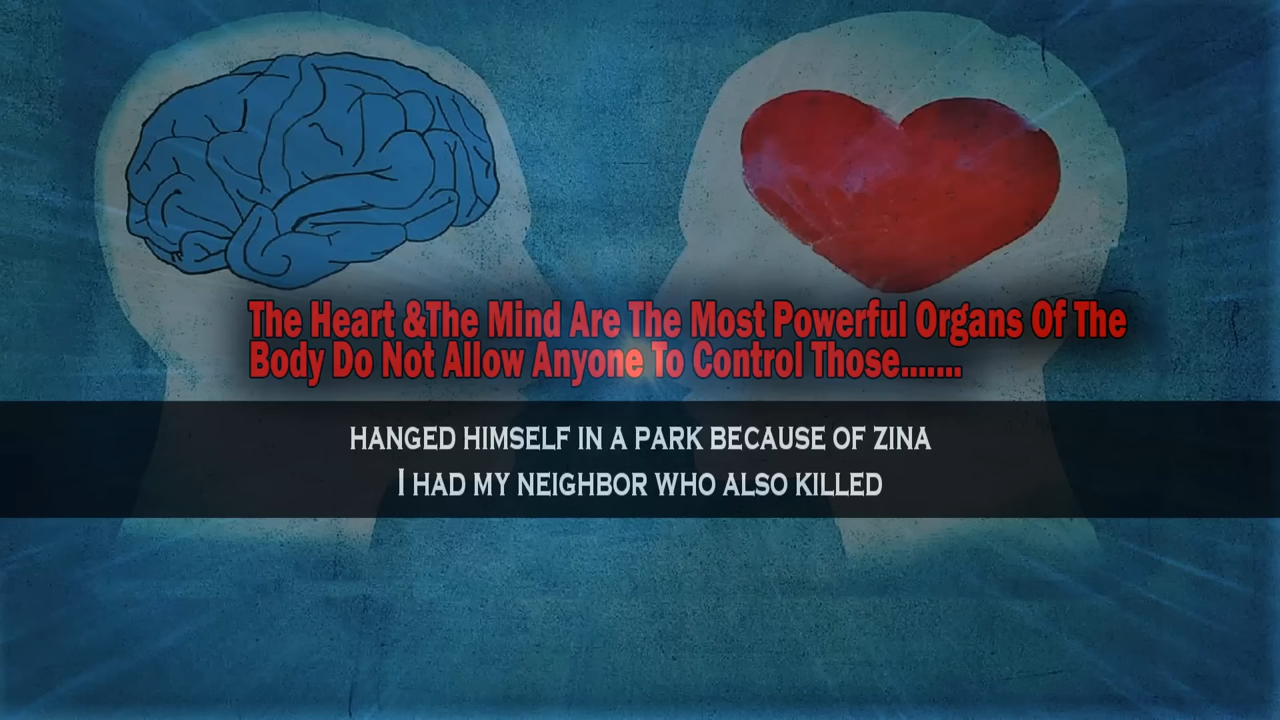 The Heart &The Mind Are The Most Powerful Organs Of The
Body Do Not Allow Anyone To Control Those.......
HANGED HIMSELF IN A PARK BECAUSE OF ZINA
I HAD MY NEIGHBOR WHO ALSO KILLED